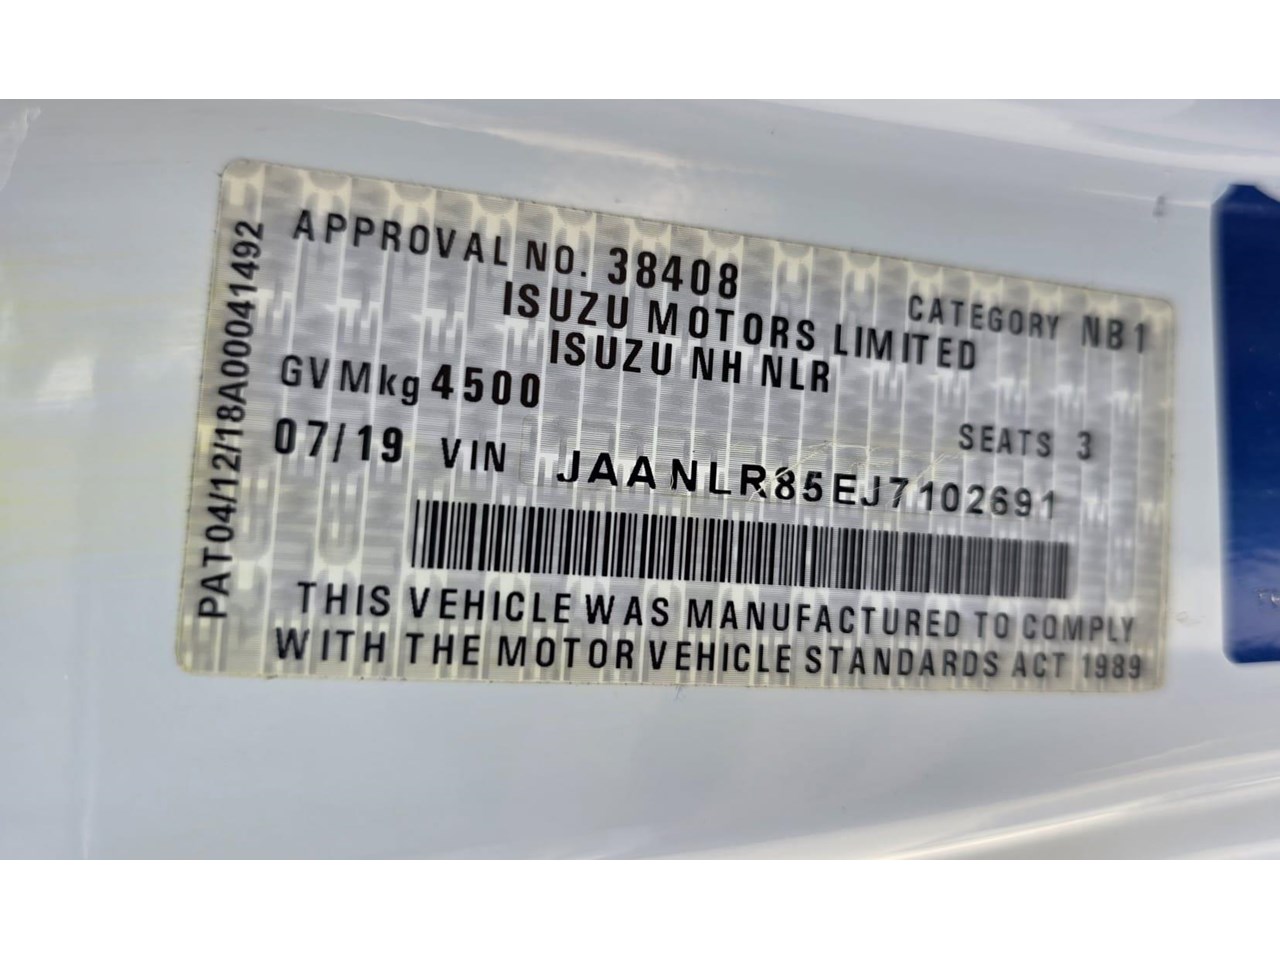 PAT04/12/18A00041492
APPROVAL NO. 38408
CATEGORY NB1
ISUZU MOTORS LIMITED
ISUZU NH NLR
GVMkg 4500
SEATS 3
07/19 VIN JAANLR85EJ7102691
THIS VEHICLE WAS MANUFACTURED TO COMPLY
WITH THE MOTOR VEHICLE STANDARDS ACT 1989